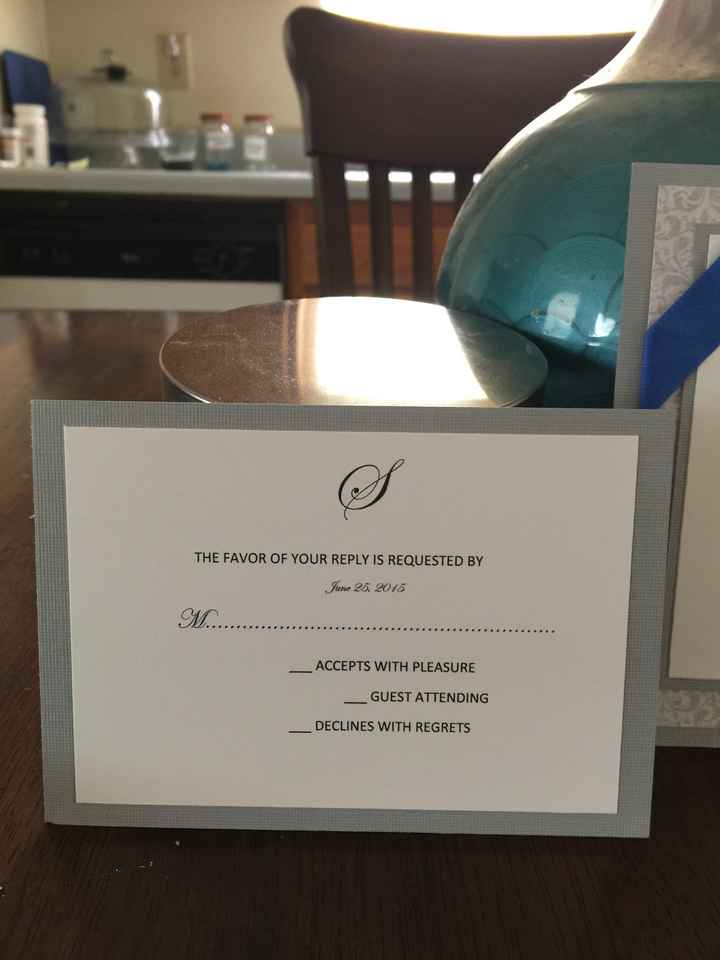 S
THE FAVOR OF YOUR REPLY IS REQUESTED BY
June 25, 2015
M..........................................................
___ ACCEPTS WITH PLEASURE
___ GUEST ATTENDING
___ DECLINES WITH REGRETS